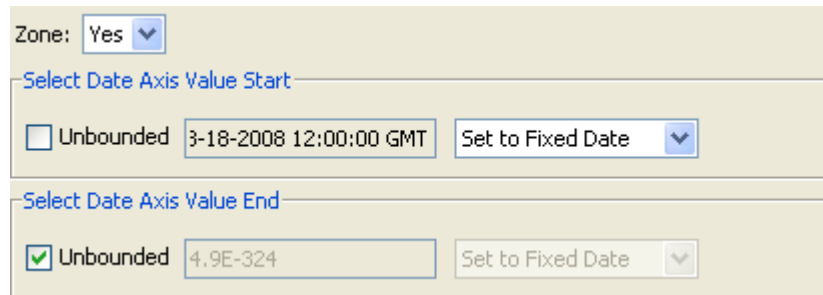 Zone: Yes
Select Date Axis Value Start
Unbounded 3-18-2008 12:00:00 GMT Set to Fixed Date
Select Date Axis Value End
Unbounded 4.9E-324 Set to Fixed Date